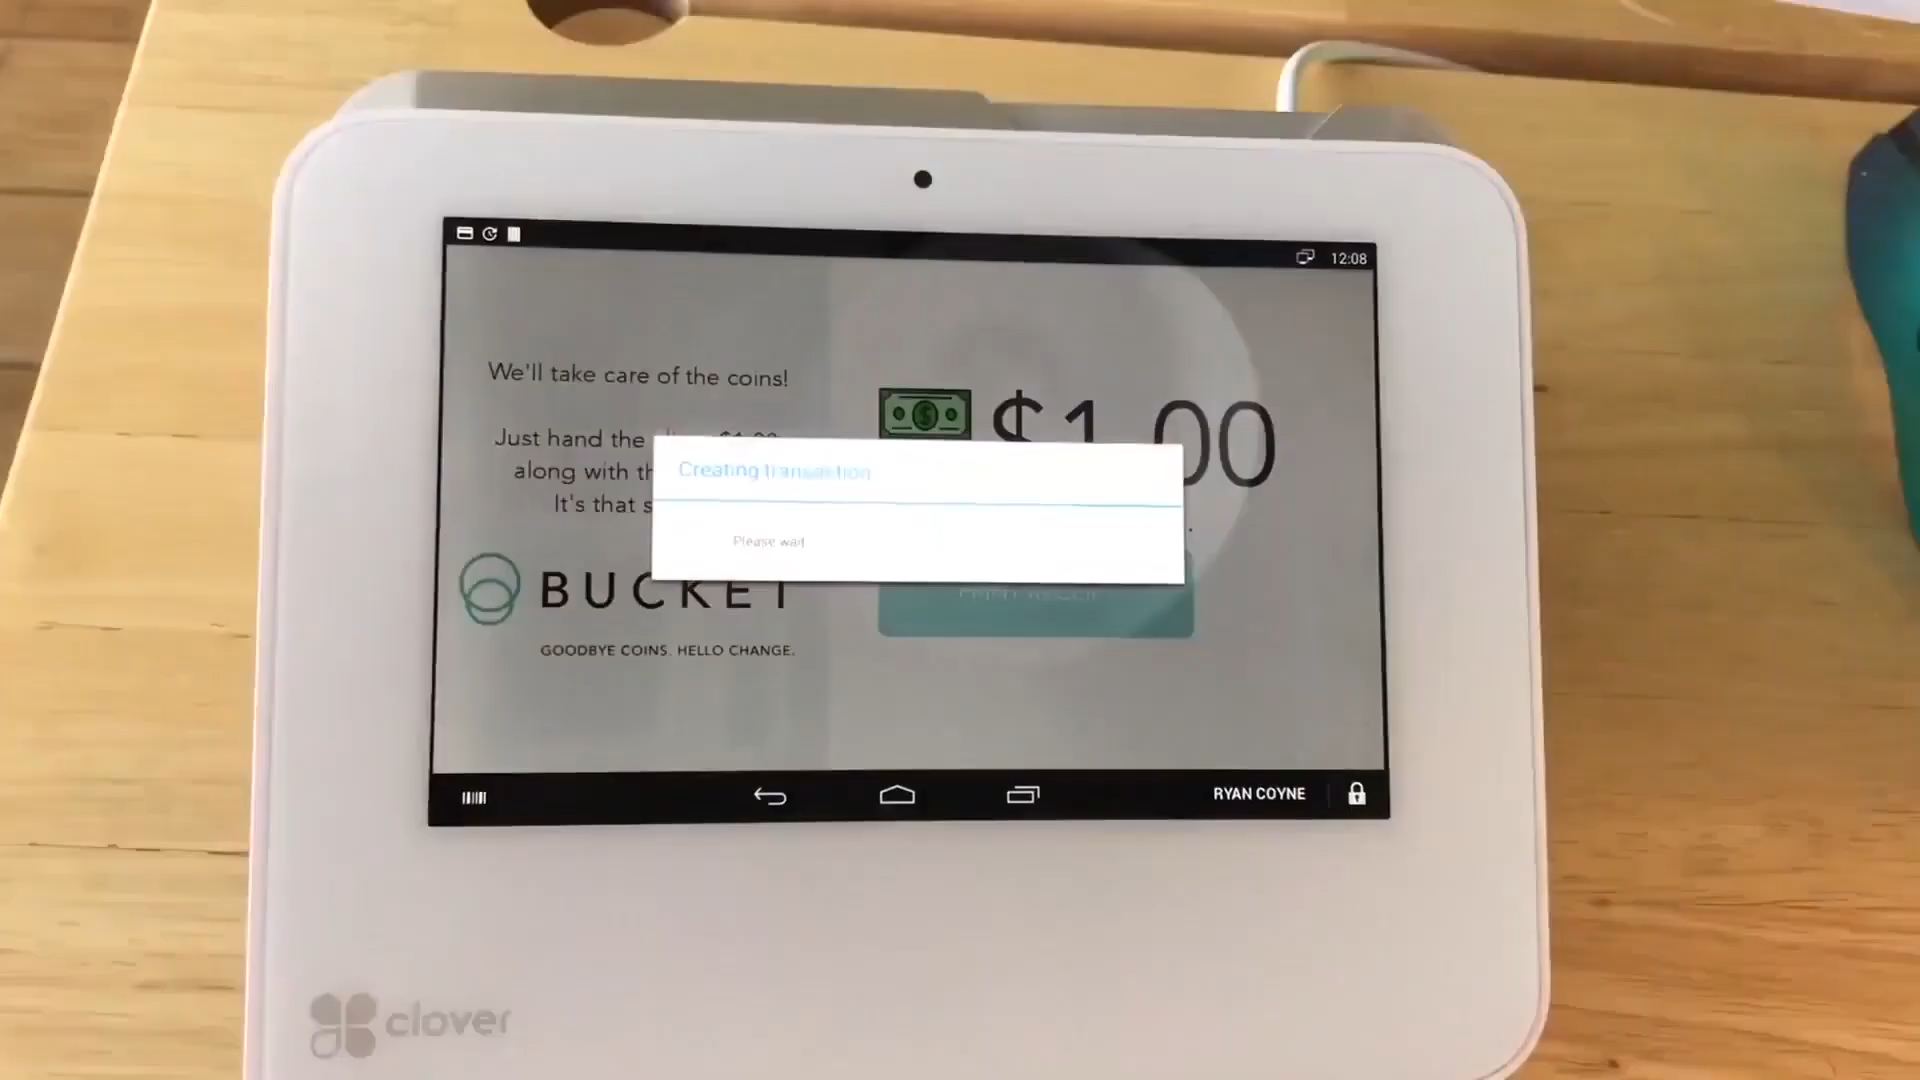 12:08
We'll take care of the coins!
Just hand the
along with th
It's that s
$1.00
Creating transaction
Please wait
BUCKET
GOODBYE COINS. HELLO CHANGE.
RYAN COYNE
clover